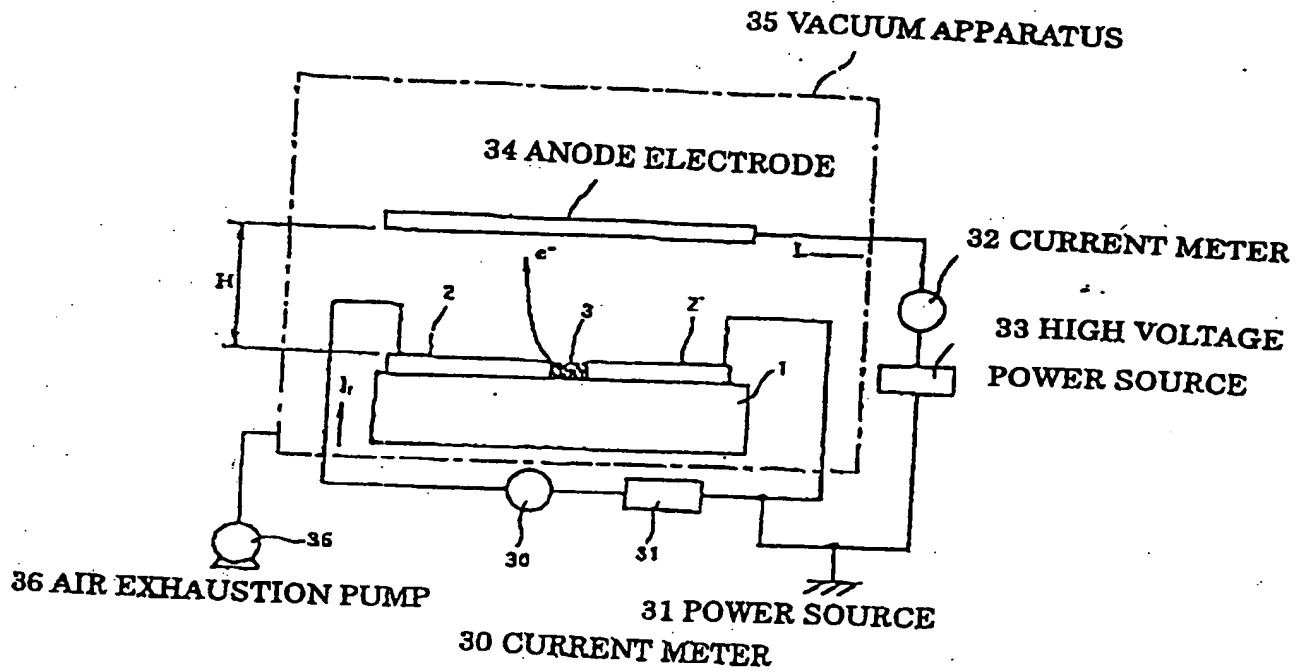 35 VACUUM APPARATUS
34 ANODE ELECTRODE
32 CURRENT METER
H
e⁻
2
3
2'
33 HIGH VOLTAGE
POWER SOURCE
1
36
30
31
36 AIR EXHAUSTION PUMP
31 POWER SOURCE
30 CURRENT METER